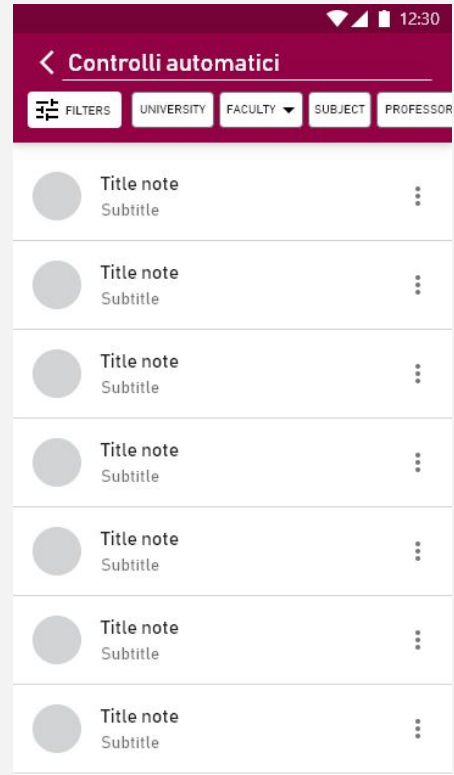 12:30
Controlli automatici
FILTERS UNIVERSITY FACULTY SUBJECT PROFESSOR
Title note
Subtitle
Title note
Subtitle
Title note
Subtitle
Title note
Subtitle
Title note
Subtitle
Title note
Subtitle
Title note
Subtitle